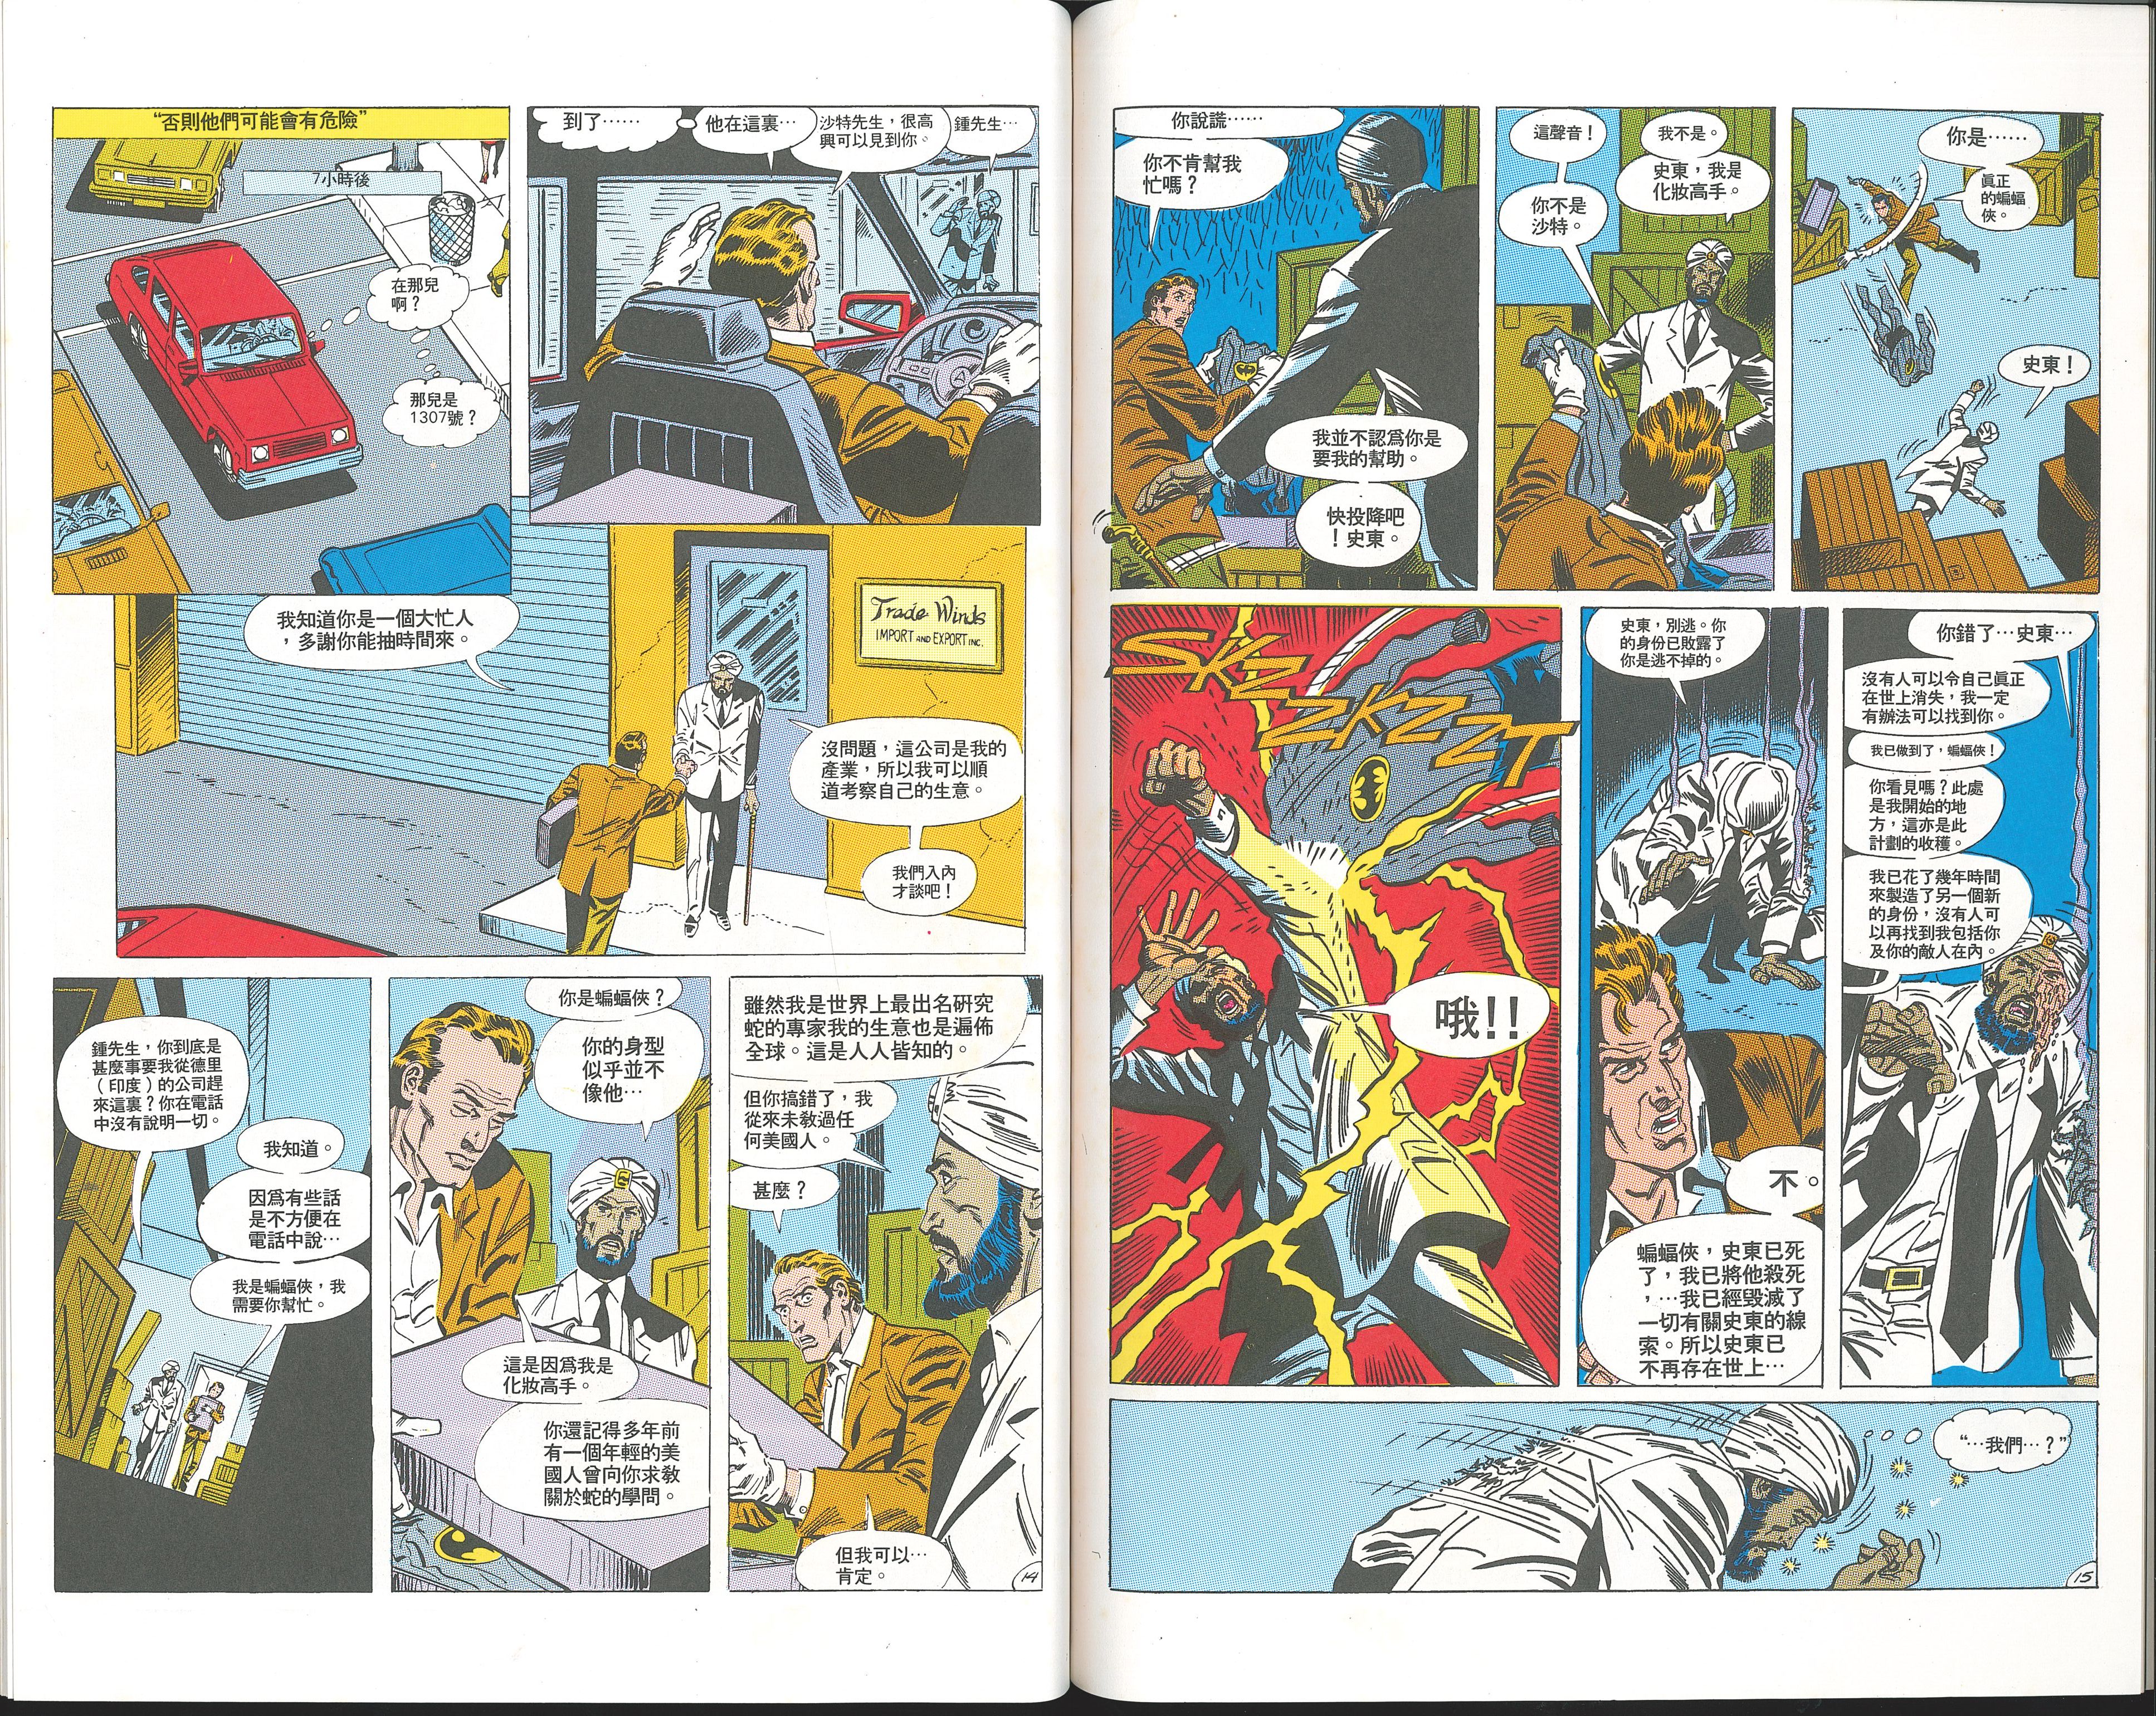 “否則他們可能會有危險”
7小時後
在那兒
啊？
那兒是
1307號？
到了……
他在這裏…
沙特先生，很高
興可以見到你。
鍾先生…
我知道你是一個大忙人
，多謝你能抽時間來。
Trade Winds
IMPORT AND EXPORT INC.
沒問題，這公司是我的
產業，所以我可以順
道考察自己的生意。
我們入內
才談吧！
鍾先生，你到底是
甚麼事要我從德里
（印度）的公司趕
來這裏？你在電話
中沒有說明一切。
我知道。
因爲有些話
是不方便在
電話中說…
我是蝙蝠俠，我
需要你幫忙。
你是蝙蝠俠？
你的身型
似乎並不
像他…
這是因爲我是
化妝高手。
你還記得多年前
有一個年輕的美
國人曾向你求敎
關於蛇的學問。
雖然我是世界上最出名硏究
蛇的專家我的生意也是遍佈
全球。這是人人皆知的。
但你搞錯了，我
從來未敎過任
何美國人。
甚麼？
但我可以…
肯定。
14
你說謊……
你不肯幫我
忙嗎？
我並不認爲你是
要我的幫助。
快投降吧
！史東。
這聲音！
你不是
沙特。
我不是。
史東，我是
化妝高手。
你是……
眞正
的蝙蝠
俠。
史東！
SKZZZKZZZT
哦!!
史東，別逃。你
的身份已敗露了
你是逃不掉的。
不。
蝙蝠俠，史東已死
了，我已將他殺死
，…我已經毀滅了
一切有關史東的線
索。所以史東已
不再存在世上…
你錯了…史東…
沒有人可以令自己眞正
在世上消失，我一定
有辦法可以找到你。
我已做到了，蝙蝠俠！
你看見嗎？此處
是我開始的地
方，這亦是此
計劃的收穫。
我已花了幾年時間
來製造了另一個新
的身份，沒有人可
以再找到我包括你
及你的敵人在內。
“…我們…？”
15